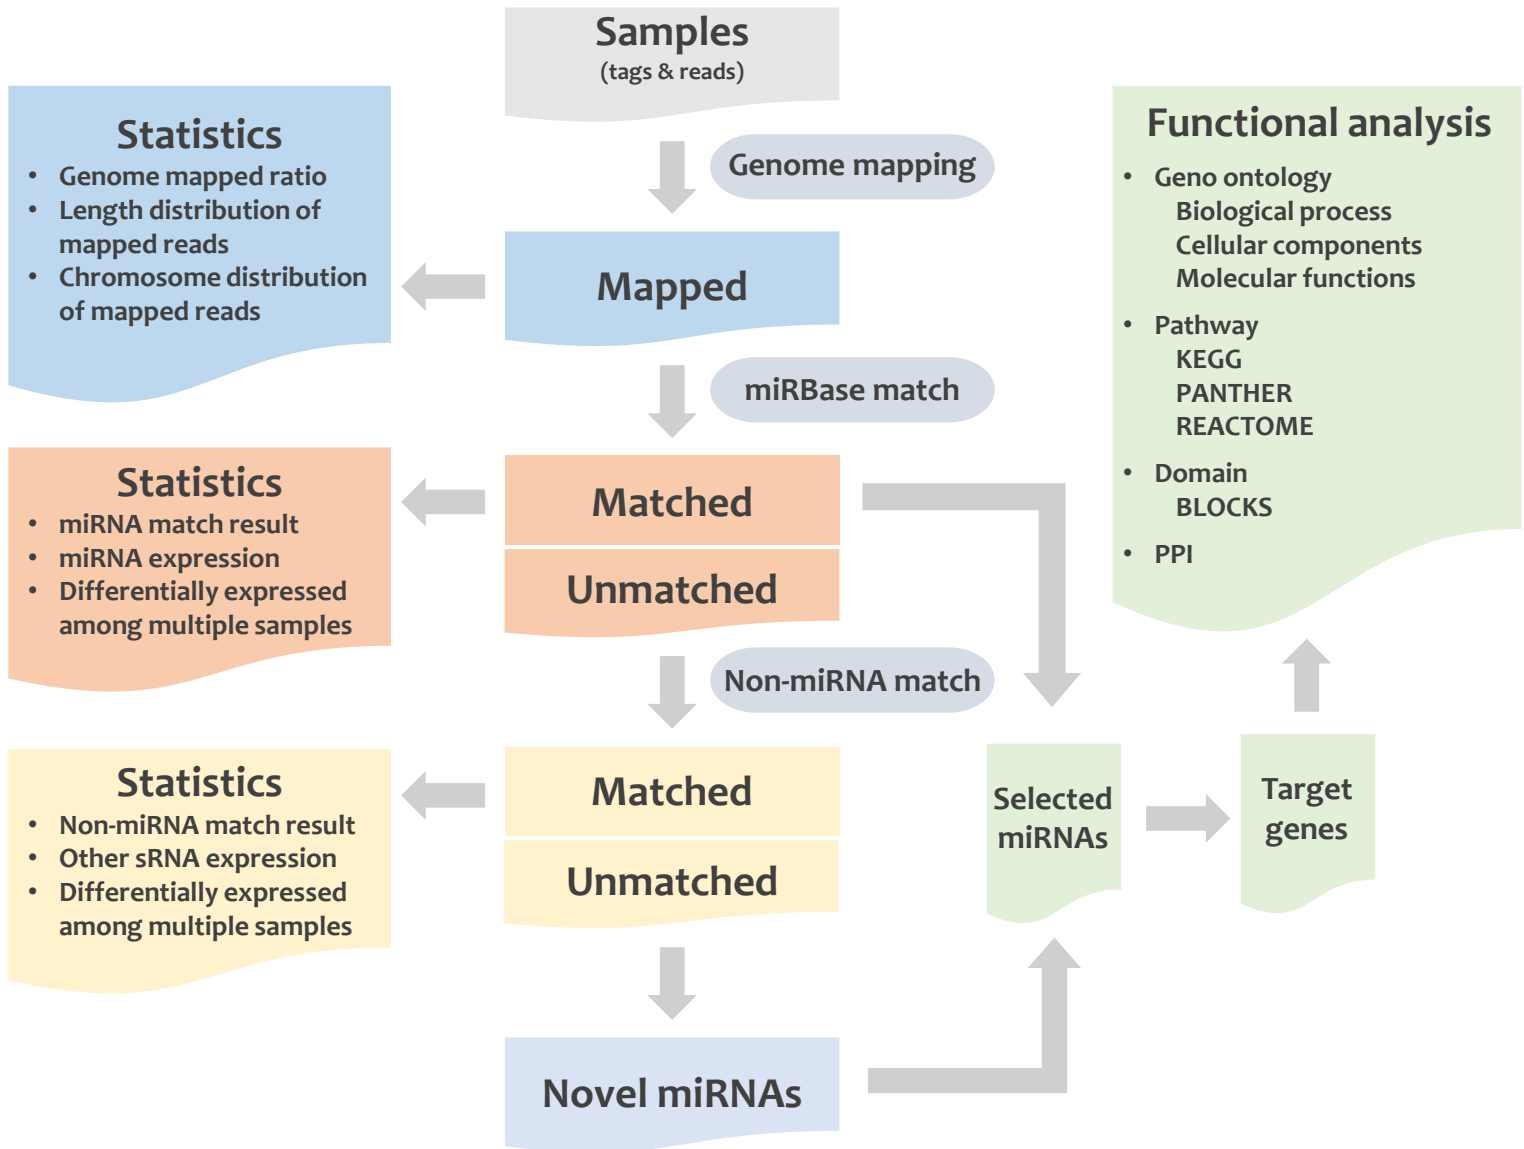 Samples
(tags & reads)
Genome mapping
Mapped
miRBase match
Matched
Unmatched
Non-miRNA match
Matched
Unmatched
Novel miRNAs
Statistics
• Genome mapped ratio
• Length distribution of
mapped reads
• Chromosome distribution
of mapped reads
Statistics
• miRNA match result
• miRNA expression
• Differentially expressed
among multiple samples
Statistics
• Non-miRNA match result
• Other sRNA expression
• Differentially expressed
among multiple samples
Selected
miRNAs
Target
genes
Functional analysis
• Geno ontology
Biological process
Cellular components
Molecular functions
• Pathway
KEGG
PANTHER
REACTOME
• Domain
BLOCKS
• PPI